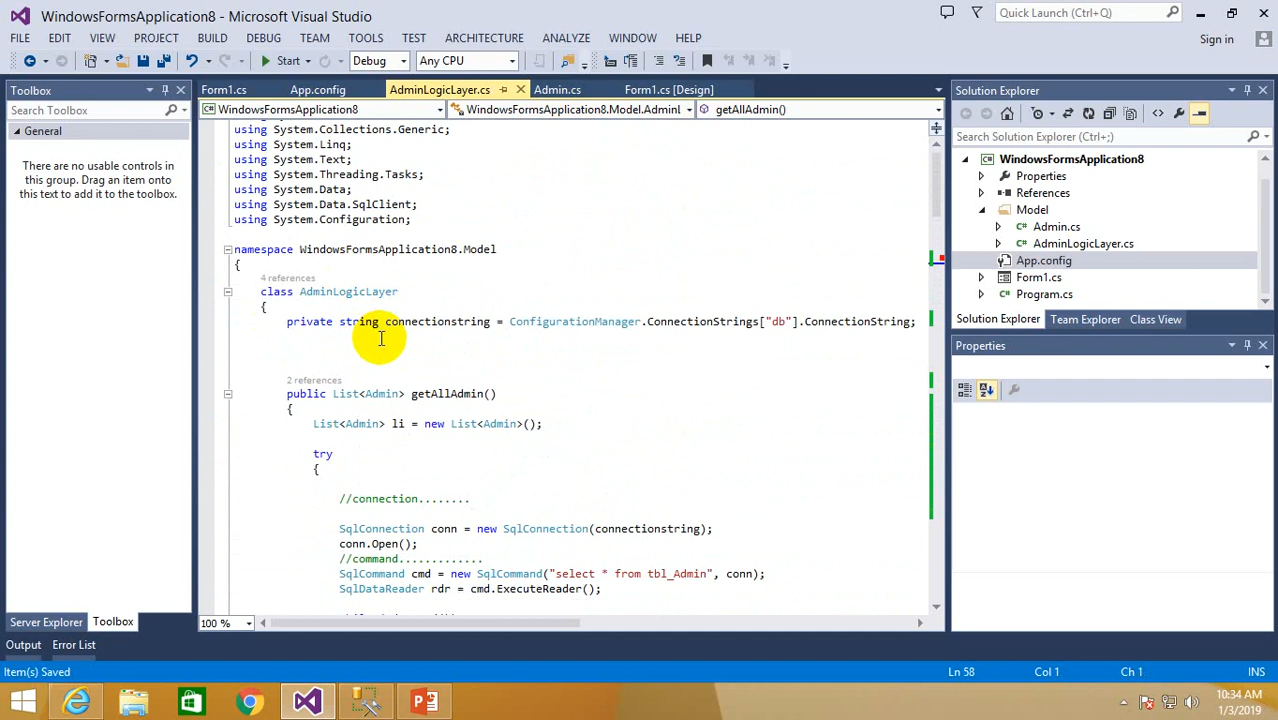 WindowsFormsApplication8 - Microsoft Visual Studio
Quick Launch (Ctrl+Q)
FILE EDIT VIEW PROJECT BUILD DEBUG TEAM TOOLS TEST ARCHITECTURE ANALYZE WINDOW HELP
Sign in
Start Debug Any CPU
Toolbox
Form1.cs App.config AdminLogicLayer.cs Admin.cs Form1.cs [Design]
Solution Explorer
Search Toolbox
WindowsFormsApplication8 WindowsFormsApplication8.Model.AdminL getAllAdmin()
General
There are no usable controls in
this group. Drag an item onto
this text to add it to the toolbox.
using System.Collections.Generic;
using System.Linq;
using System.Text;
using System.Threading.Tasks;
using System.Data;
using System.Data.SqlClient;
using System.Configuration;
namespace WindowsFormsApplication8.Model
{
4 references
class AdminLogicLayer
{
private string connectionstring = ConfigurationManager.ConnectionStrings["db"].ConnectionString;
2 references
public List<Admin> getAllAdmin()
{
List<Admin> li = new List<Admin>();
try
{
//connection........
SqlConnection conn = new SqlConnection(connectionstring);
conn.Open();
//command.............
SqlCommand cmd = new SqlCommand("select * from tbl_Admin", conn);
SqlDataReader rdr = cmd.ExecuteReader();
100 %
Search Solution Explorer (Ctrl+;)
WindowsFormsApplication8
Properties
References
Model
Admin.cs
AdminLogicLayer.cs
App.config
Form1.cs
Program.cs
Solution Explorer Team Explorer Class View
Properties
Server Explorer Toolbox
Output Error List
Item(s) Saved Ln 58 Col 1 Ch 1 INS
10:34 AM
1/3/2019